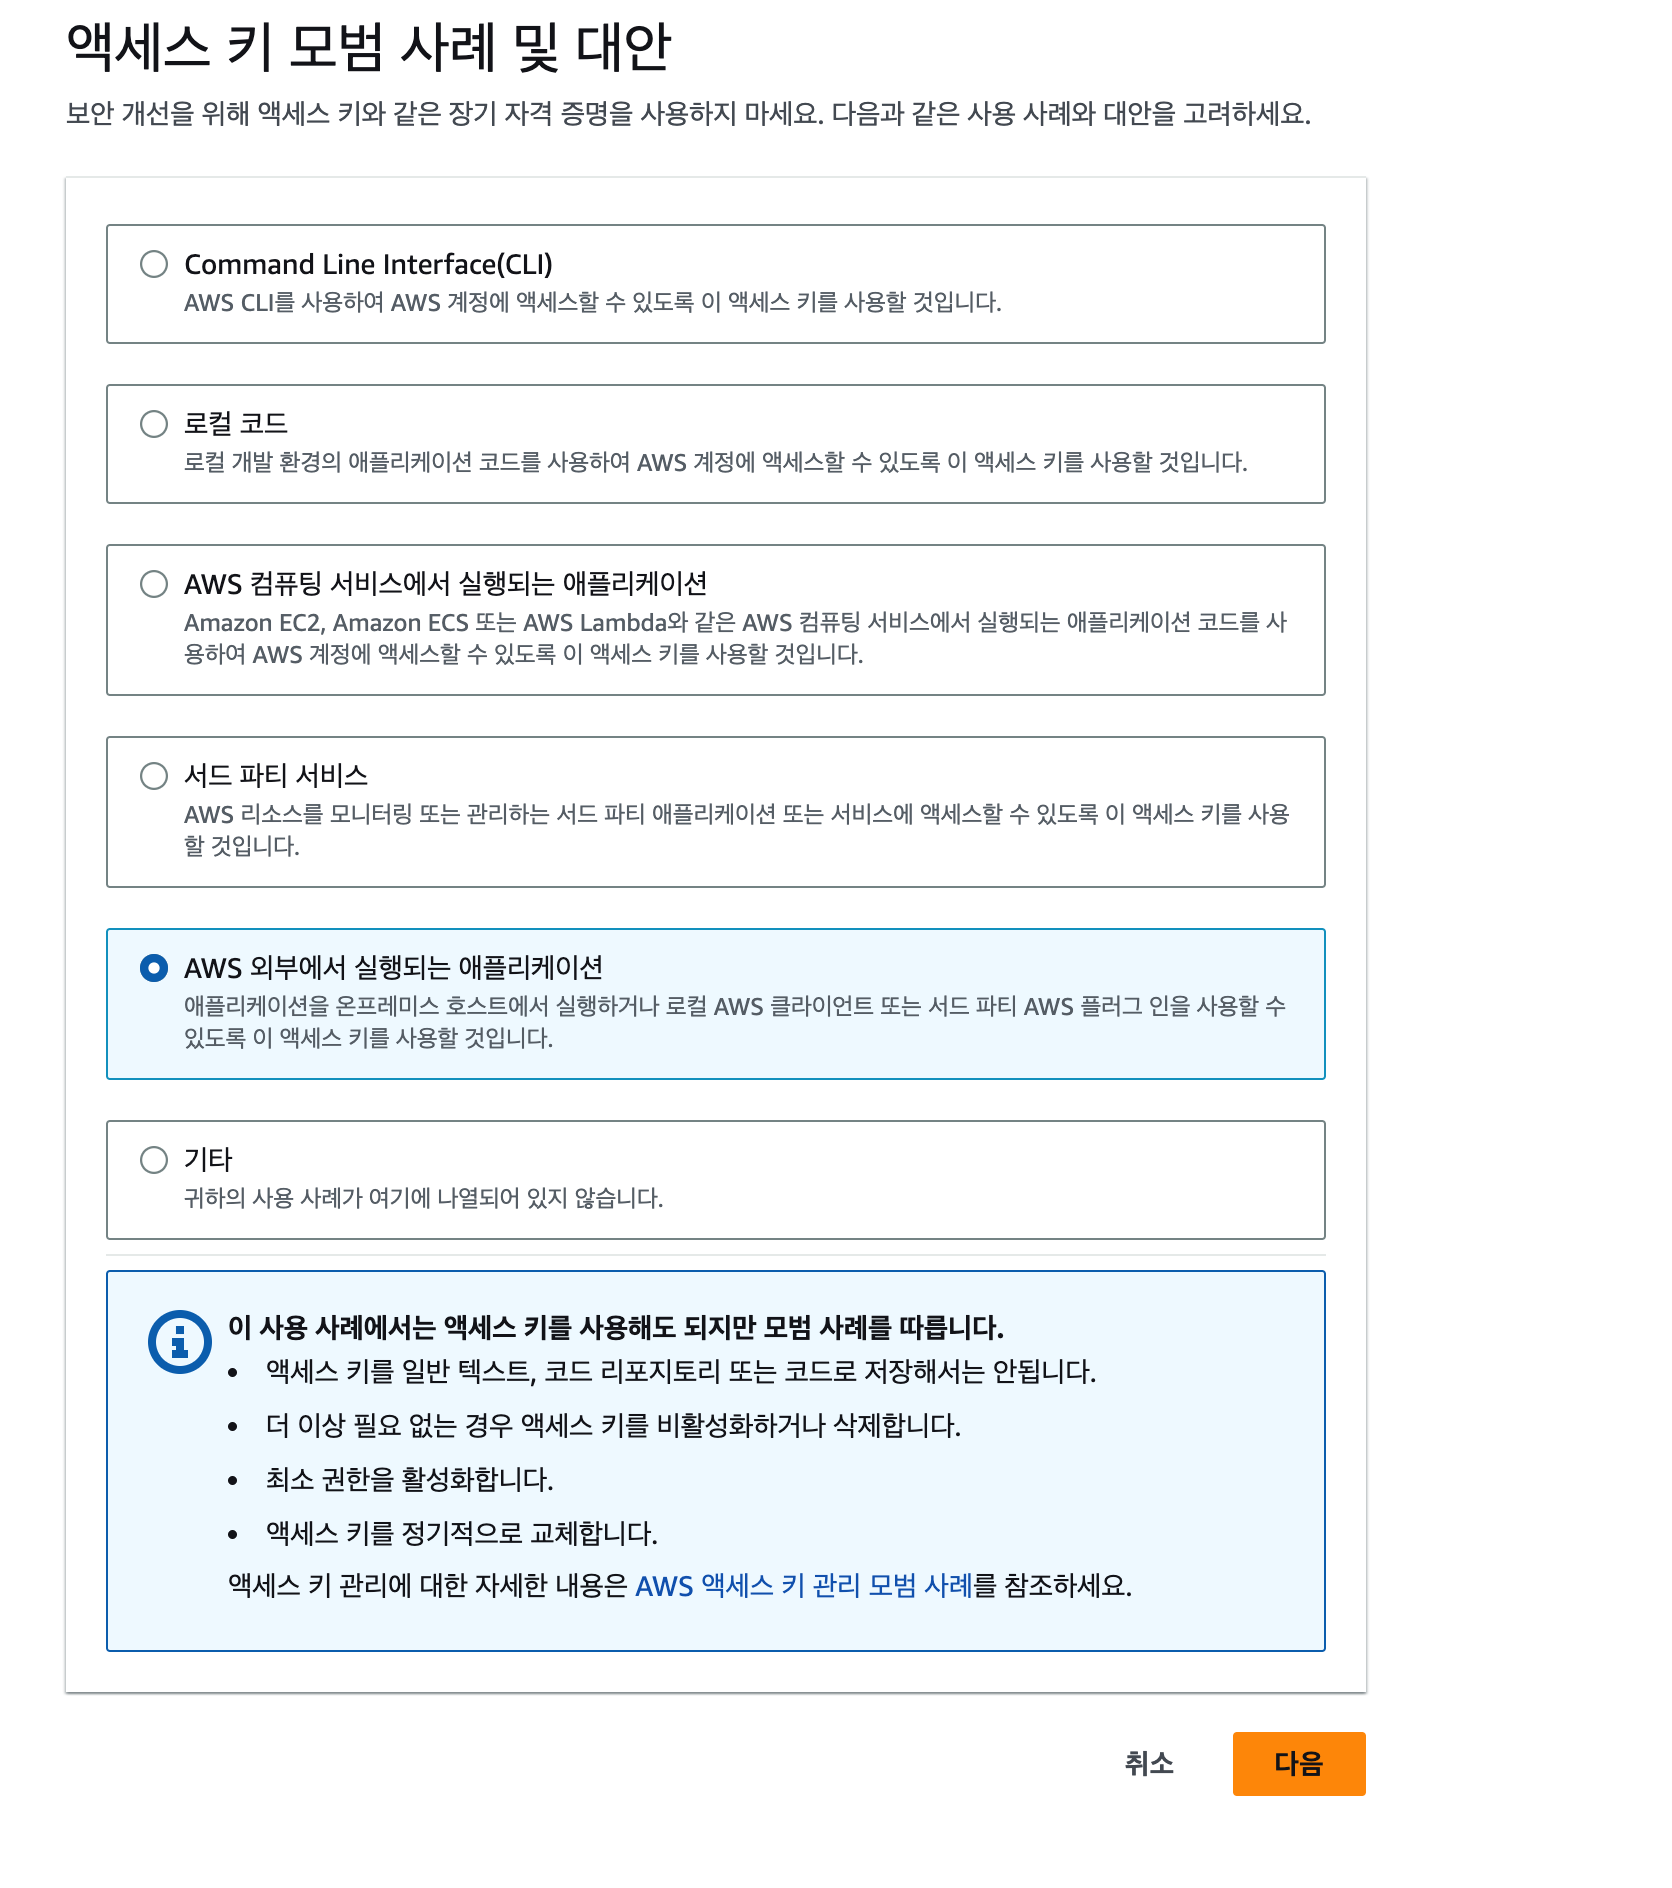 액세스 키 모범 사례 및 대안
보안 개선을 위해 액세스 키와 같은 장기 자격 증명을 사용하지 마세요. 다음과 같은 사용 사례와 대안을 고려하세요.
Command Line Interface(CLI)
AWS CLI를 사용하여 AWS 계정에 액세스할 수 있도록 이 액세스 키를 사용할 것입니다.
로컬 코드
로컬 개발 환경의 애플리케이션 코드를 사용하여 AWS 계정에 액세스할 수 있도록 이 액세스 키를 사용할 것입니다.
AWS 컴퓨팅 서비스에서 실행되는 애플리케이션
Amazon EC2, Amazon ECS 또는 AWS Lambda와 같은 AWS 컴퓨팅 서비스에서 실행되는 애플리케이션 코드를 사
용하여 AWS 계정에 액세스할 수 있도록 이 액세스 키를 사용할 것입니다.
서드 파티 서비스
AWS 리소스를 모니터링 또는 관리하는 서드 파티 애플리케이션 또는 서비스에 액세스할 수 있도록 이 액세스 키를 사용
할 것입니다.
AWS 외부에서 실행되는 애플리케이션
애플리케이션을 온프레미스 호스트에서 실행하거나 로컬 AWS 클라이언트 또는 서드 파티 AWS 플러그 인을 사용할 수
있도록 이 액세스 키를 사용할 것입니다.
기타
귀하의 사용 사례가 여기에 나열되어 있지 않습니다.
이 사용 사례에서는 액세스 키를 사용해도 되지만 모범 사례를 따릅니다.
• 액세스 키를 일반 텍스트, 코드 리포지토리 또는 코드로 저장해서는 안됩니다.
• 더 이상 필요 없는 경우 액세스 키를 비활성화하거나 삭제합니다.
• 최소 권한을 활성화합니다.
• 액세스 키를 정기적으로 교체합니다.
액세스 키 관리에 대한 자세한 내용은 AWS 액세스 키 관리 모범 사례를 참조하세요.
취소
다음